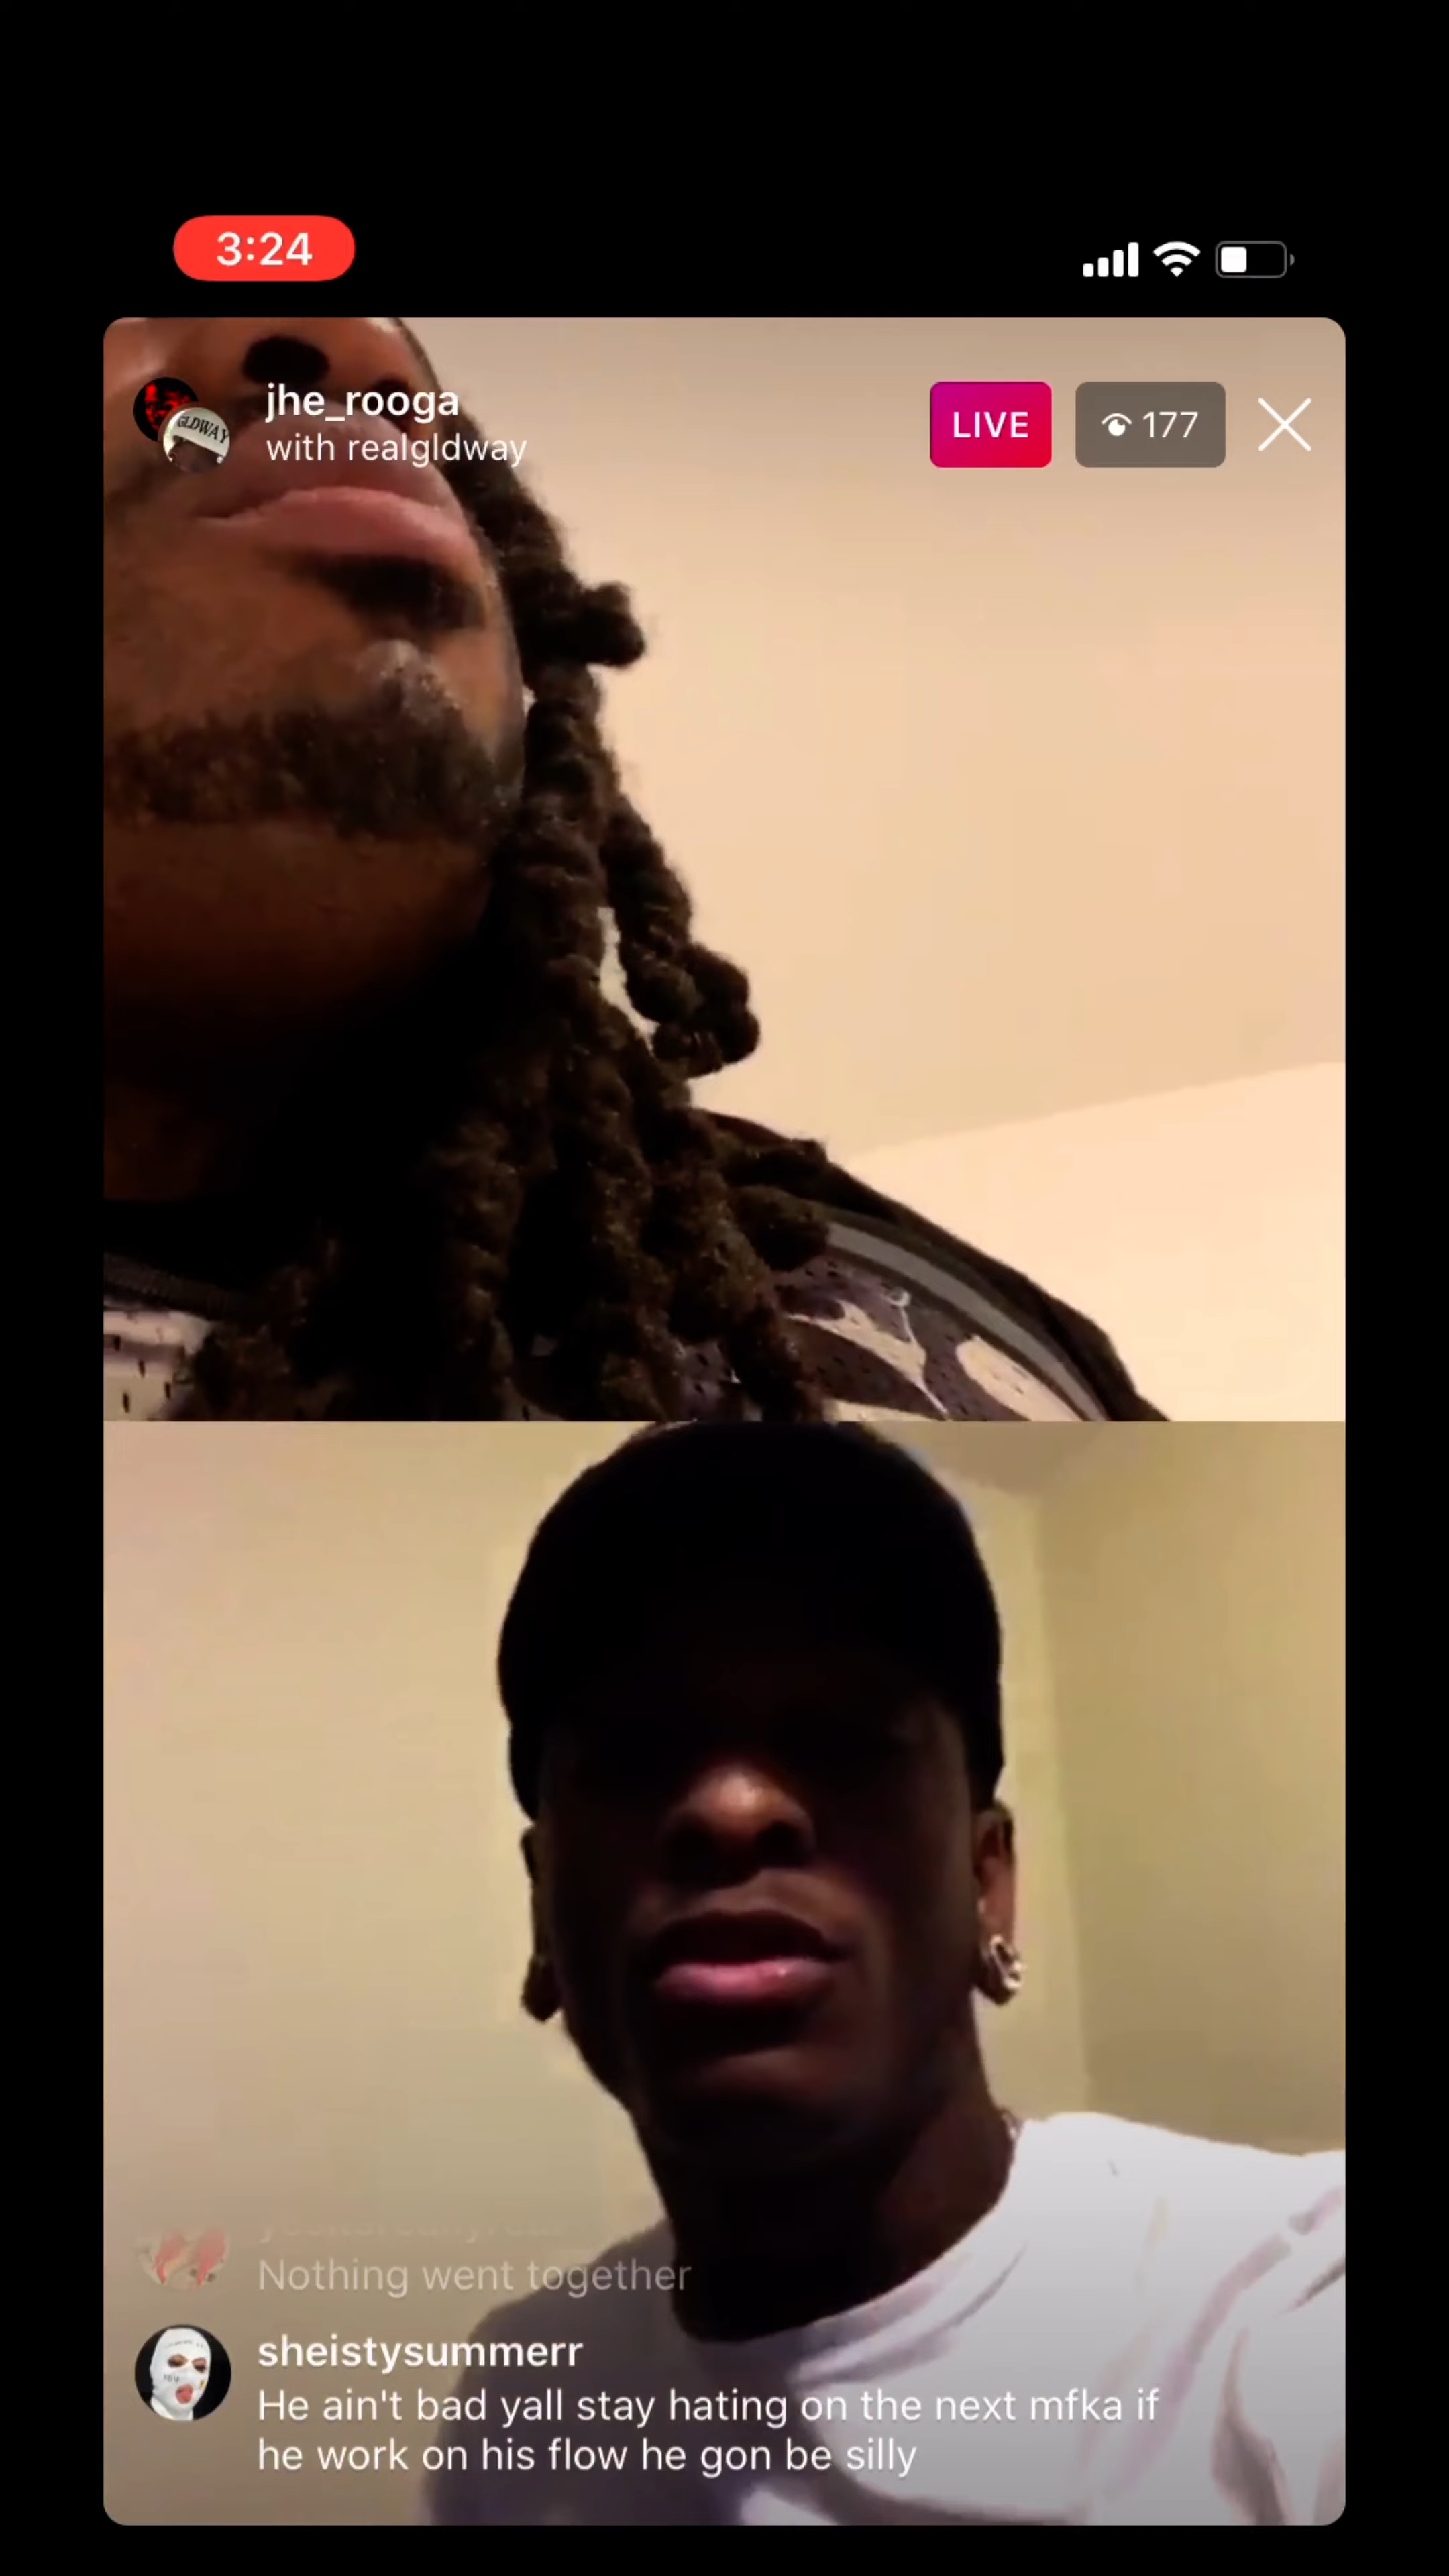 3:24
jhe_rooga
with realgldway
LIVE
177
GLDWAY
Nothing went together
sheistysummerr
He ain't bad yall stay hating on the next mfka if
he work on his flow he gon be silly